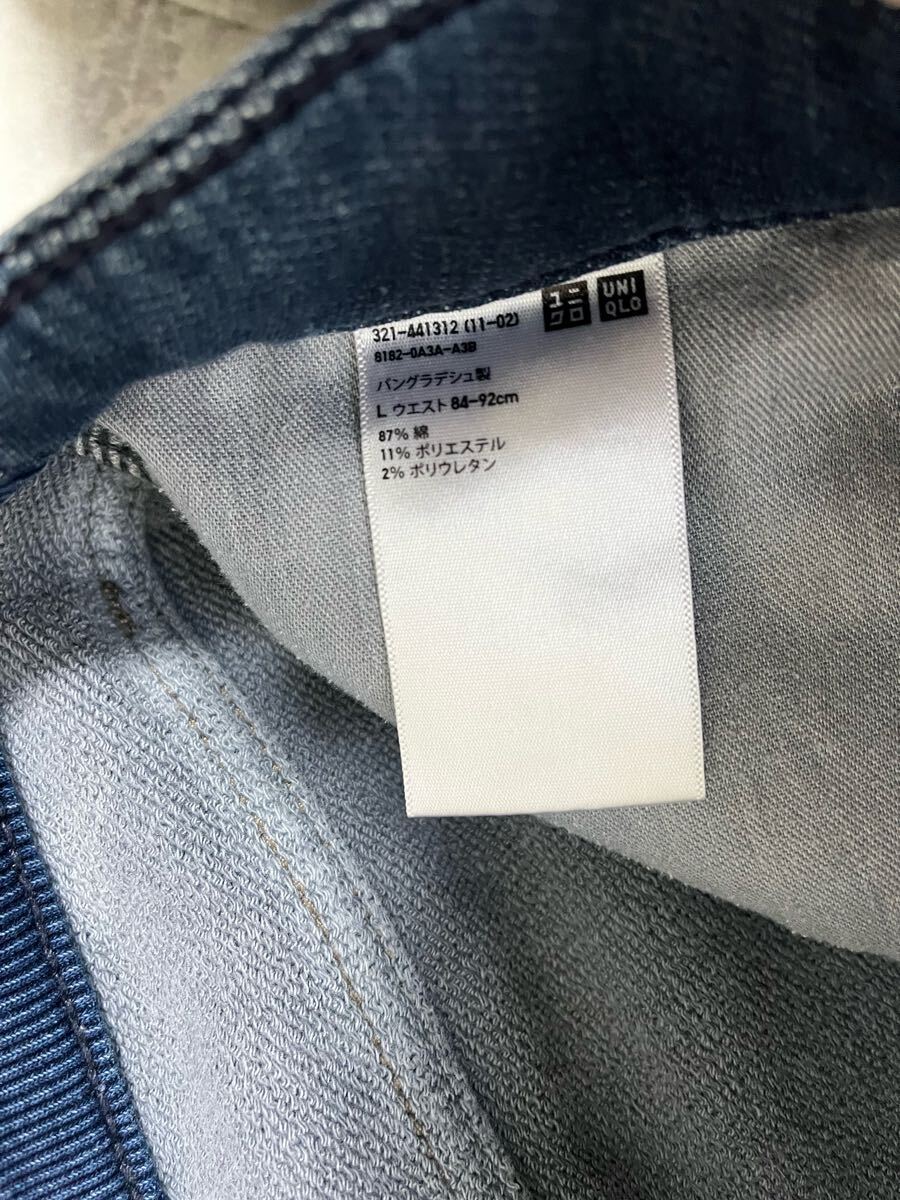 ユニ
クロ
UNI
QLO
321-441312 (11-02)
8182-0A3A-A3B
バングラデシュ製
L ウエスト 84-92cm
87% 綿
11% ポリエステル
2% ポリウレタン